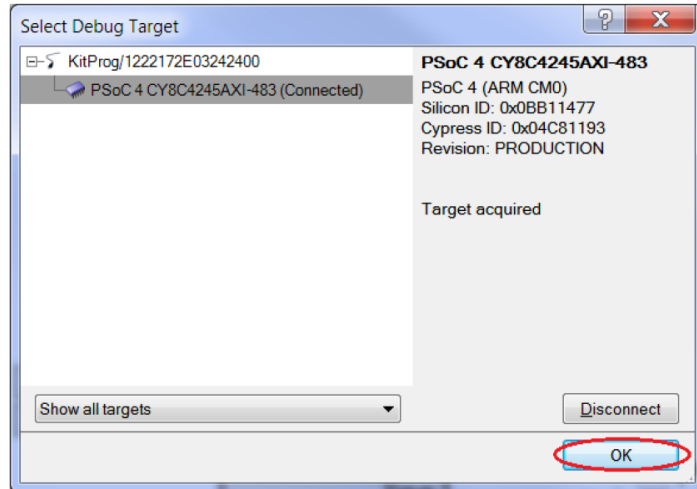 Select Debug Target
KitProg/1222172E03242400
PSoC 4 CY8C4245AXI-483 (Connected)
PSoC 4 CY8C4245AXI-483
PSoC 4 (ARM CM0)
Silicon ID: 0x0BB11477
Cypress ID: 0x04C81193
Revision: PRODUCTION
Target acquired
Show all targets
Disconnect
OK